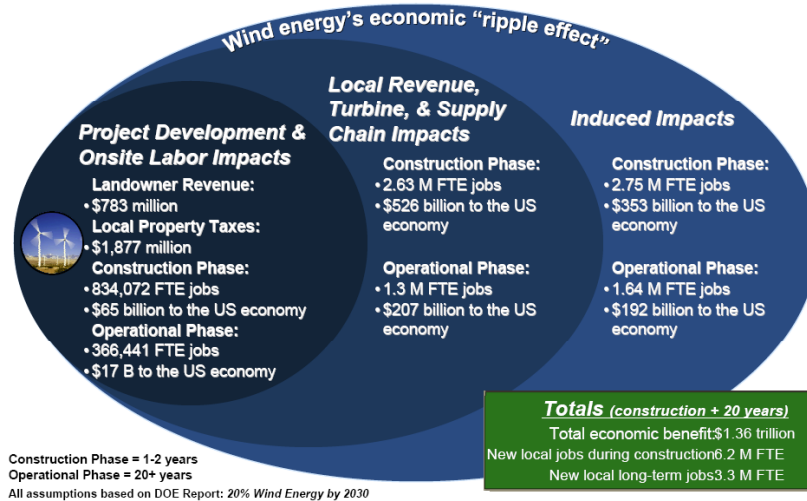 Wind energy's economic "ripple effect"
Project Development &
Onsite Labor Impacts
Landowner Revenue:
•$783 million
Local Property Taxes:
•$1,877 million
Construction Phase:
•834,072 FTE jobs
•$65 billion to the US economy
Operational Phase:
•366,441 FTE jobs
•$17 B to the US economy
Local Revenue,
Turbine, & Supply
Chain Impacts
Construction Phase:
•2.63 M FTE jobs
•$526 billion to the US
economy
Operational Phase:
•1.3 M FTE jobs
•$207 billion to the US
economy
Induced Impacts
Construction Phase:
•2.75 M FTE jobs
•$353 billion to the US
economy
Operational Phase:
•1.64 M FTE jobs
•$192 billion to the US
economy
Totals (construction + 20 years)
Total economic benefit:$1.36 trillion
New local jobs during construction6.2 M FTE
New local long-term jobs3.3 M FTE
Construction Phase = 1-2 years
Operational Phase = 20+ years
All assumptions based on DOE Report: 20% Wind Energy by 2030